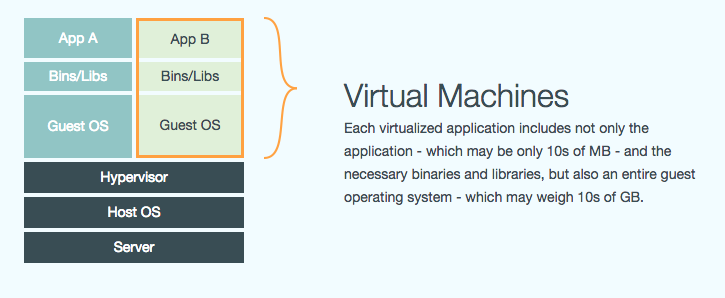 App A
App B
Bins/Libs
Bins/Libs
Guest OS
Guest OS
Hypervisor
Host OS
Server
Virtual Machines
Each virtualized application includes not only the
application - which may be only 10s of MB - and the
necessary binaries and libraries, but also an entire guest
operating system - which may weigh 10s of GB.